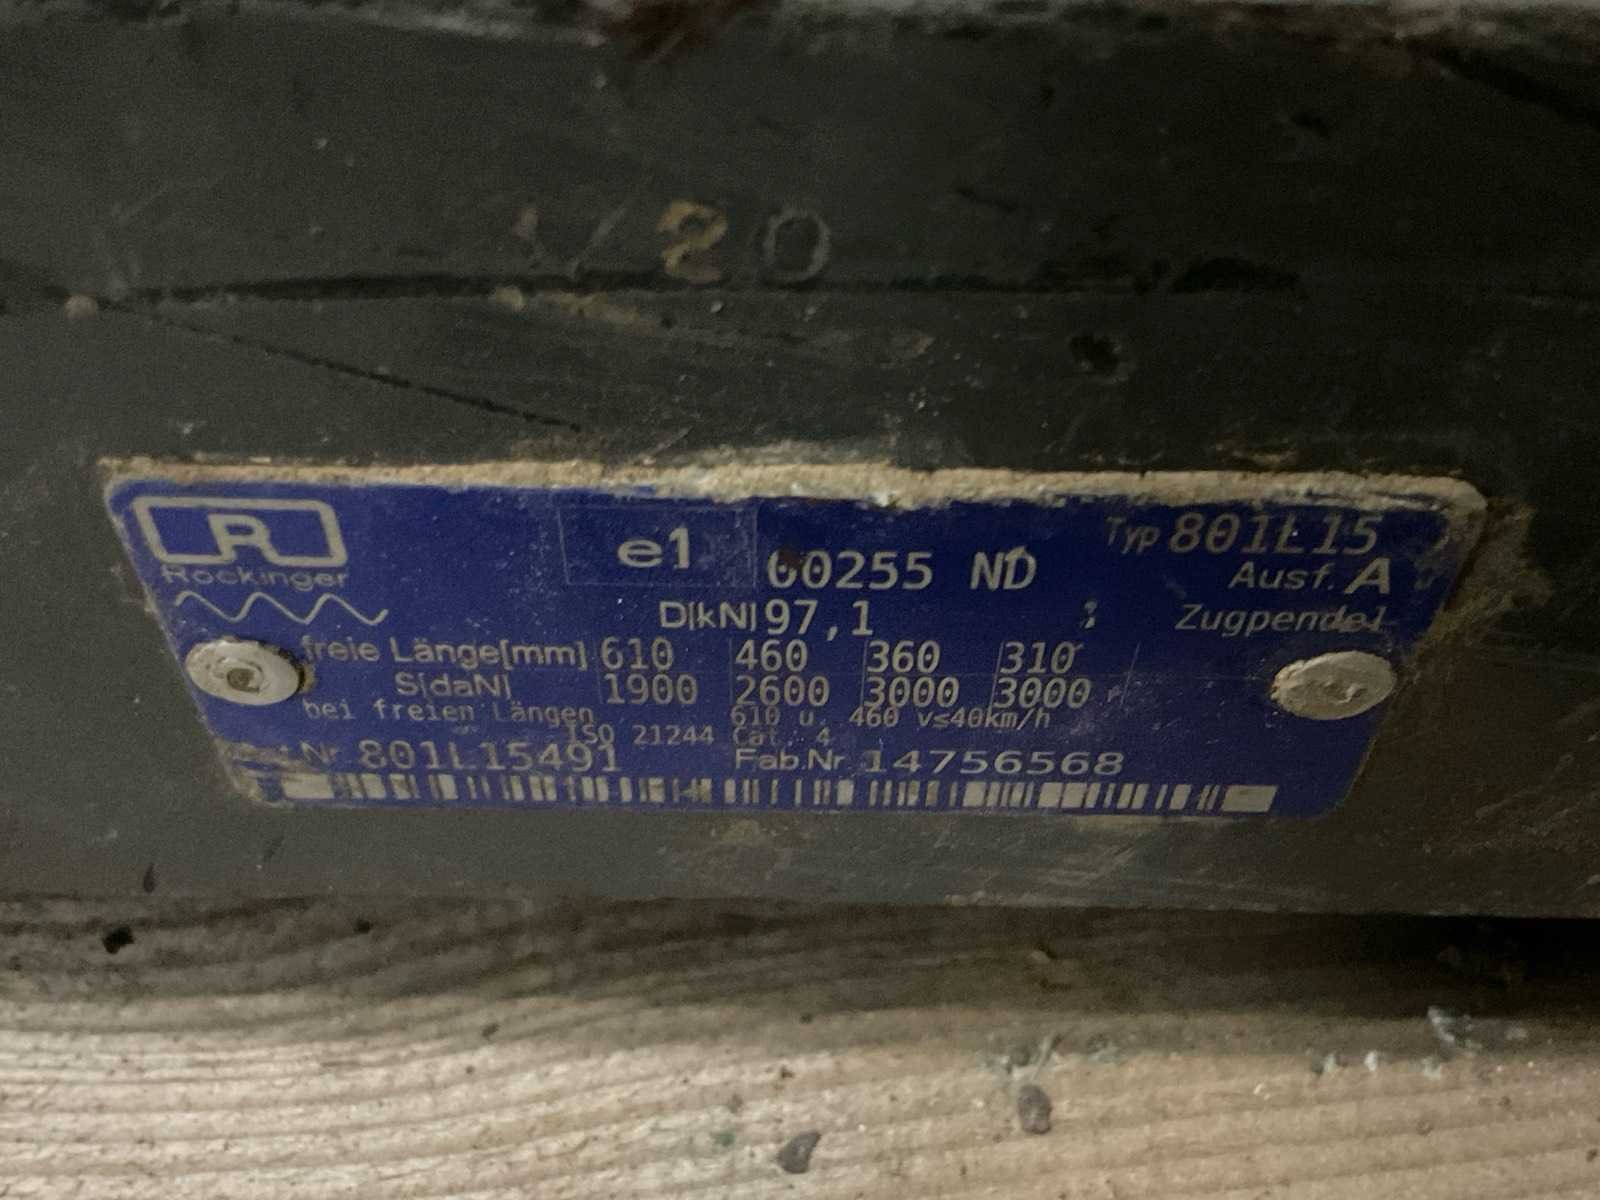 20
R
Rockinger
e1 00255 ND
Typ 801L15
Ausf. A
D[kN] 97,1
Zugpendel
freie Länge[mm] 610 460 360 310
S[daN] 1900 2600 3000 3000
bei freien Längen 610 u. 460 v≤40km/h
ISO 21244 Cat. 4
Nr. 801L15491 Fab.Nr. 14756568